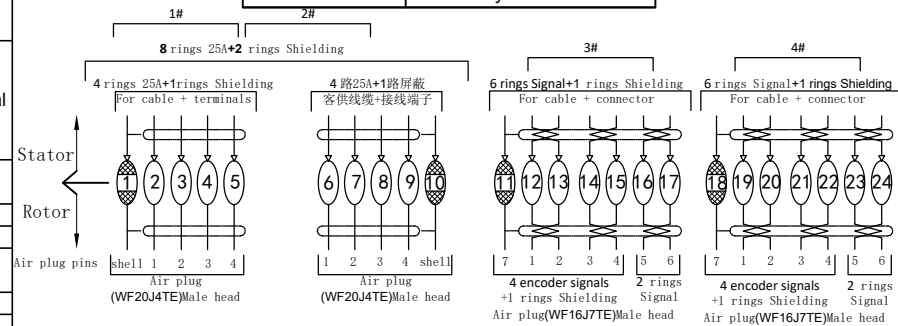 1#
2#
8 rings 25A+2 rings Shielding
3#
4#
4 rings 25A+1rings Shielding
For cable + terminals
4 路25A+1路屏蔽
客供线缆+接线端子
6 rings Signal+1 rings Shielding
For cable + connector
6 rings Signal+1 rings Shielding
For cable + connector
Stator
Rotor
1 2 3 4 5
6 7 8 9 10
11 12 13 14 15 16 17
18 19 20 21 22 23 24
Air plug pins
shell 1 2 3 4
1 2 3 4 shell
7 1 2 3 4 5 6
7 1 2 3 4 5 6
Air plug
(WF20J4TE)Male head
Air plug
(WF20J4TE)Male head
4 encoder signals
+1 rings Shielding
2 rings
Signal
Air plug(WF16J7TE)Male head
4 encoder signals
+1 rings Shielding
2 rings
Signal
Air plug(WF16J7TE)Male head